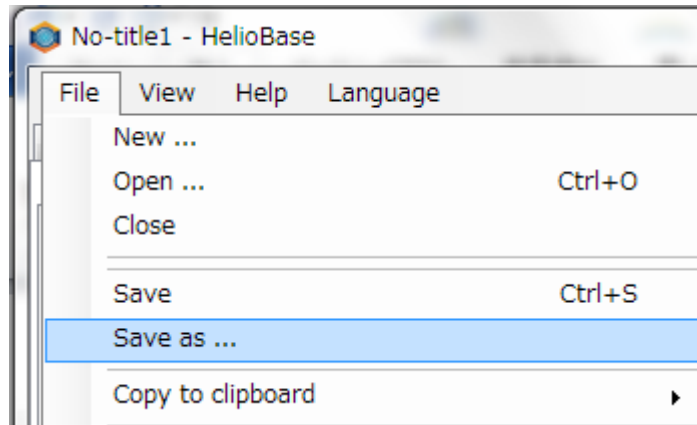 No-title1 - HelioBase
File View Help Language
New ...
Open ... Ctrl+O
Close
Save Ctrl+S
Save as ...
Copy to clipboard